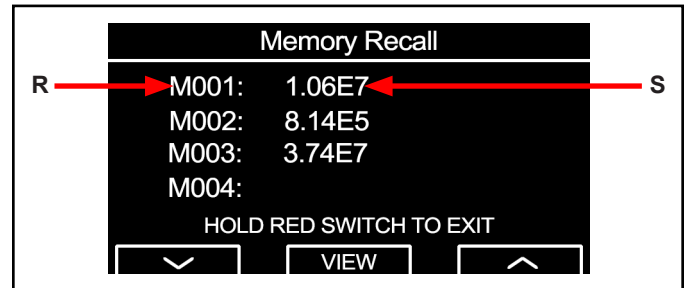 Memory Recall
R M001: 1.06E7 S
M002: 8.14E5
M003: 3.74E7
M004:
HOLD RED SWITCH TO EXIT
VIEW